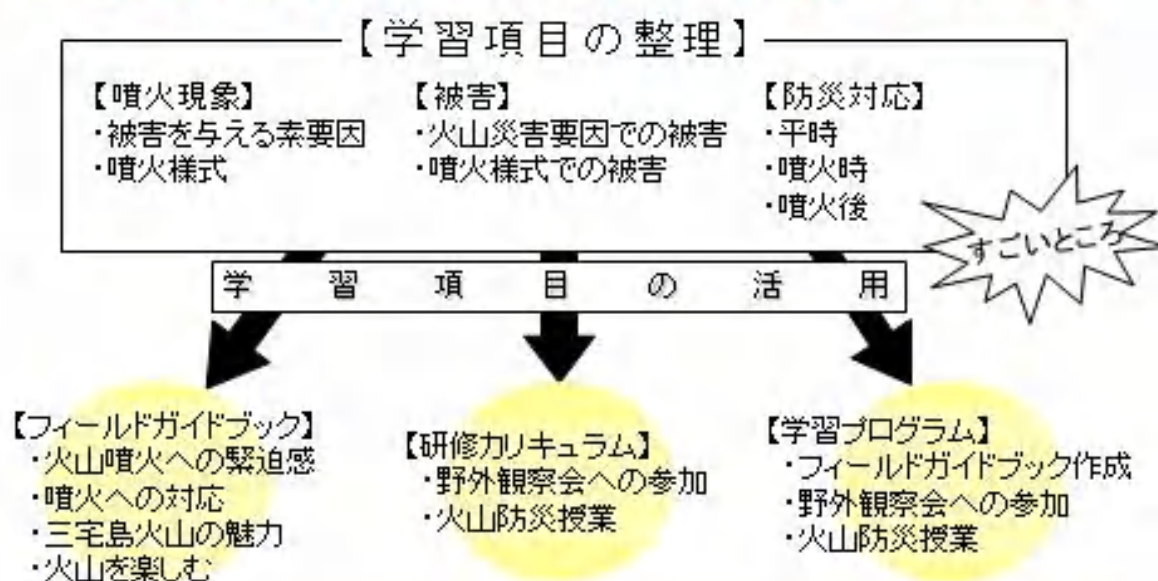 【学習項目の整理】
【噴火現象】
・被害を与える素要因
・噴火様式
【被害】
・火山災害要因での被害
・噴火様式での被害
【防災対応】
・平時
・噴火時
・噴火後
すごいところ
学習項目の活用
【フィールドガイドブック】
・火山噴火への緊迫感
・噴火への対応
・三宅島火山の魅力
・火山を楽しむ
【研修カリキュラム】
・野外観察会への参加
・火山防災授業
【学習プログラム】
・フィールドガイドブック作成
・野外観察会への参加
・火山防災授業